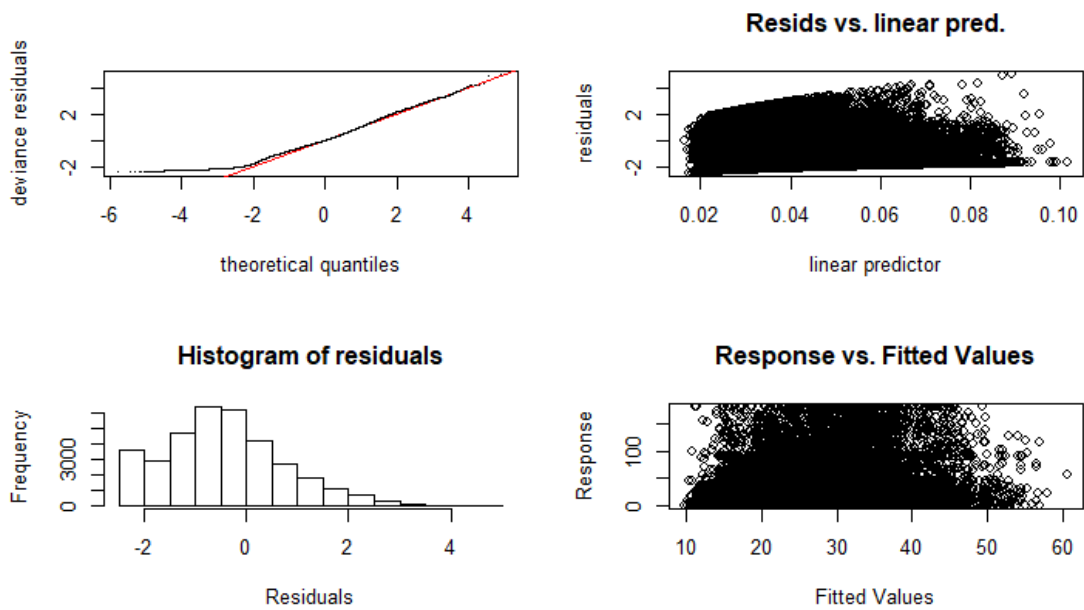 deviance residuals
2
-2
-6 -4 -2 0 2 4
theoretical quantiles
Resids vs. linear pred.
residuals
2
-2
0.02 0.04 0.06 0.08 0.10
linear predictor
Histogram of residuals
Frequency
3000
0
-2 0 2 4
Residuals
Response vs. Fitted Values
Response
100
0
10 20 30 40 50 60
Fitted Values